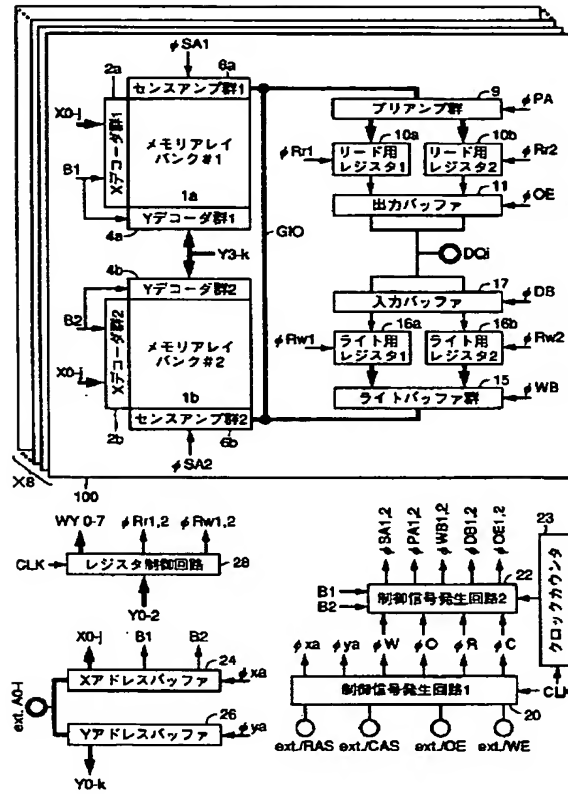 φSA1
6a
2a
センスアンプ群1
X0-j
Xデコーダ群1
メモリアレイ
バンク#1
B1
1a
Yデコーダ群1
4a
Y3-k
GIO
4b
Yデコーダ群2
B2
Xデコーダ群2
メモリアレイ
バンク#2
X0-j
1b
センスアンプ群2
2b
6b
φSA2
9
プリアンプ群
φPA
10a
10b
φRr1
リード用
レジスタ1
リード用
レジスタ2
φRr2
11
出力バッファ
φOE
DQi
17
入力バッファ
φDB
16a
16b
φRw1
ライト用
レジスタ1
ライト用
レジスタ2
φRw2
15
ライトバッファ群
φWB
X8
100
WY 0-7
φRr1,2
φRw1,2
CLK
レジスタ制御回路
28
Y0-2
X0-j
B1
B2
24
Xアドレスバッファ
φxa
ext. A0-i
26
Yアドレスバッファ
φya
Y0-k
φSA1,2
φPA1,2
φWB1,2
φDB1,2
φOE1,2
23
22
B1
B2
制御信号発生回路2
クロックカウンタ
φxa
φya
φW
φO
φR
φC
制御信号発生回路1
CLK
20
ext./RAS
ext./CAS
ext./OE
ext./WE